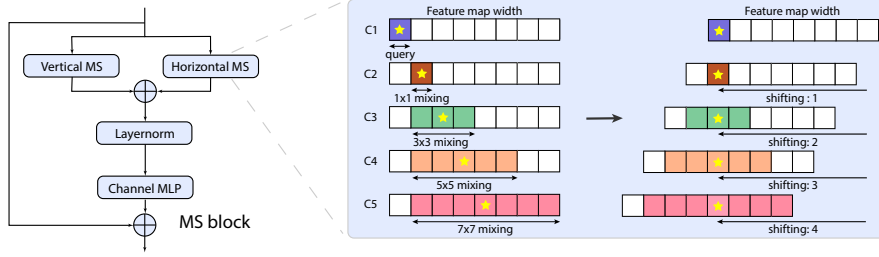 Vertical MS
Horizontal MS
Layernorm
Channel MLP
MS block
Feature map width
C1
query
C2
1x1 mixing
C3
3x3 mixing
C4
5x5 mixing
C5
7x7 mixing
Feature map width
shifting : 1
shifting: 2
shifting: 3
shifting: 4